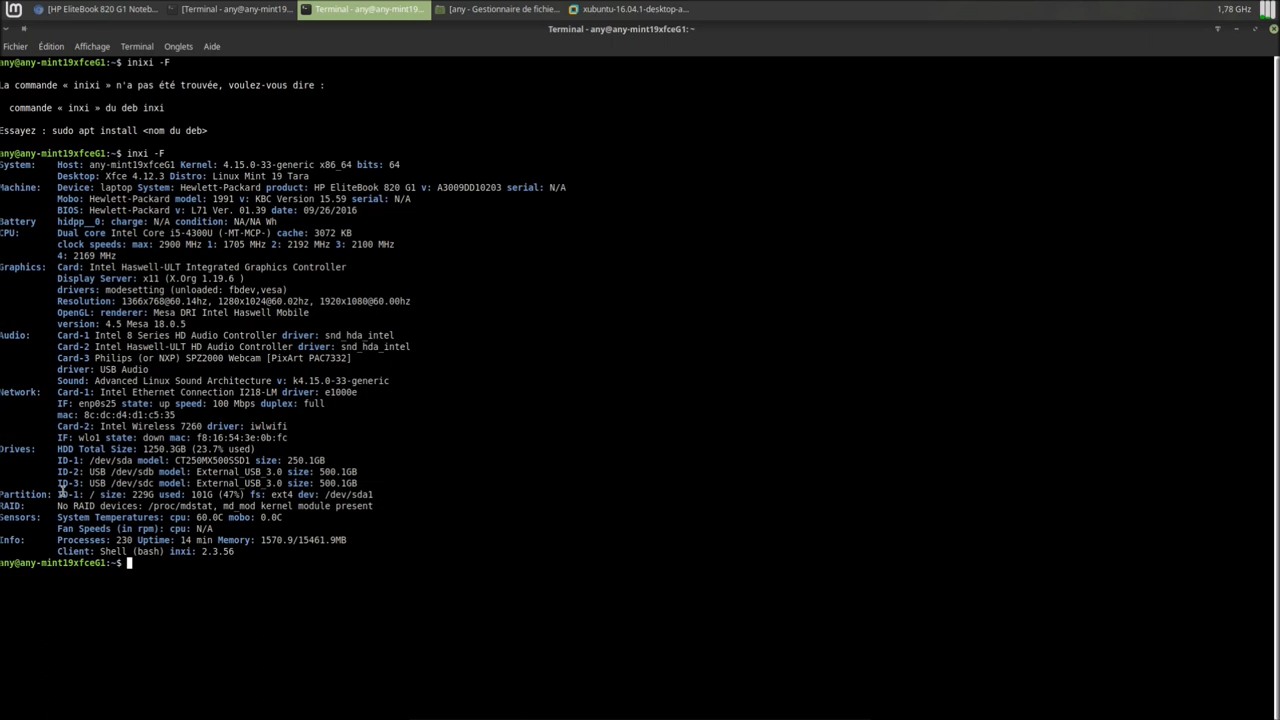 [HP EliteBook 820 G1 Noteb...
[Terminal - any@any-mint19...
Terminal - any@any-mint19xfce...
[any - Gestionnaire de fichie...
xubuntu-16.04.1-desktop-a...
1,78 GHz
Terminal - any@any-mint19xfceG1: ~
Fichier Édition Affichage Terminal Onglets Aide
any@any-mint19xfceG1:~$ inixi -F
La commande « inixi » n'a pas été trouvée, voulez-vous dire :
commande « inxi » du deb inxi
Essayez : sudo apt install <nom du deb>
any@any-mint19xfceG1:~$ inxi -F
System: Host: any-mint19xfceG1 Kernel: 4.15.0-33-generic x86_64 bits: 64
Desktop: Xfce 4.12.3 Distro: Linux Mint 19 Tara
Machine: Device: laptop System: Hewlett-Packard product: HP EliteBook 820 G1 v: A3009DD10203 serial: N/A
Mobo: Hewlett-Packard model: 1991 v: KBC Version 15.59 serial: N/A
BIOS: Hewlett-Packard v: L71 Ver. 01.39 date: 09/26/2016
Battery hidpp__0: charge: N/A condition: NA/NA Wh
CPU: Dual core Intel Core i5-4300U (-MT-MCP-) cache: 3072 KB
clock speeds: max: 2900 MHz 1: 1705 MHz 2: 2192 MHz 3: 2100 MHz
4: 2169 MHz
Graphics: Card: Intel Haswell-ULT Integrated Graphics Controller
Display Server: x11 (X.Org 1.19.6 )
drivers: modesetting (unloaded: fbdev,vesa)
Resolution: 1366x768@60.14hz, 1280x1024@60.02hz, 1920x1080@60.00hz
OpenGL: renderer: Mesa DRI Intel Haswell Mobile
version: 4.5 Mesa 18.0.5
Audio: Card-1 Intel 8 Series HD Audio Controller driver: snd_hda_intel
Card-2 Intel Haswell-ULT HD Audio Controller driver: snd_hda_intel
Card-3 Philips (or NXP) SPZ2000 Webcam [PixArt PAC7332]
driver: USB Audio
Sound: Advanced Linux Sound Architecture v: k4.15.0-33-generic
Network: Card-1: Intel Ethernet Connection I218-LM driver: e1000e
IF: enp0s25 state: up speed: 100 Mbps duplex: full
mac: 8c:dc:d4:d1:c5:35
Card-2: Intel Wireless 7260 driver: iwlwifi
IF: wlo1 state: down mac: f8:16:54:3e:0b:fc
Drives: HDD Total Size: 1250.3GB (23.7% used)
ID-1: /dev/sda model: CT250MX500SSD1 size: 250.1GB
ID-2: USB /dev/sdb model: External_USB_3.0 size: 500.1GB
ID-3: USB /dev/sdc model: External_USB_3.0 size: 500.1GB
Partition: ID-1: / size: 229G used: 101G (47%) fs: ext4 dev: /dev/sda1
RAID: No RAID devices: /proc/mdstat, md_mod kernel module present
Sensors: System Temperatures: cpu: 60.0C mobo: 0.0C
Fan Speeds (in rpm): cpu: N/A
Info: Processes: 230 Uptime: 14 min Memory: 1570.9/15461.9MB
Client: Shell (bash) inxi: 2.3.56
any@any-mint19xfceG1:~$